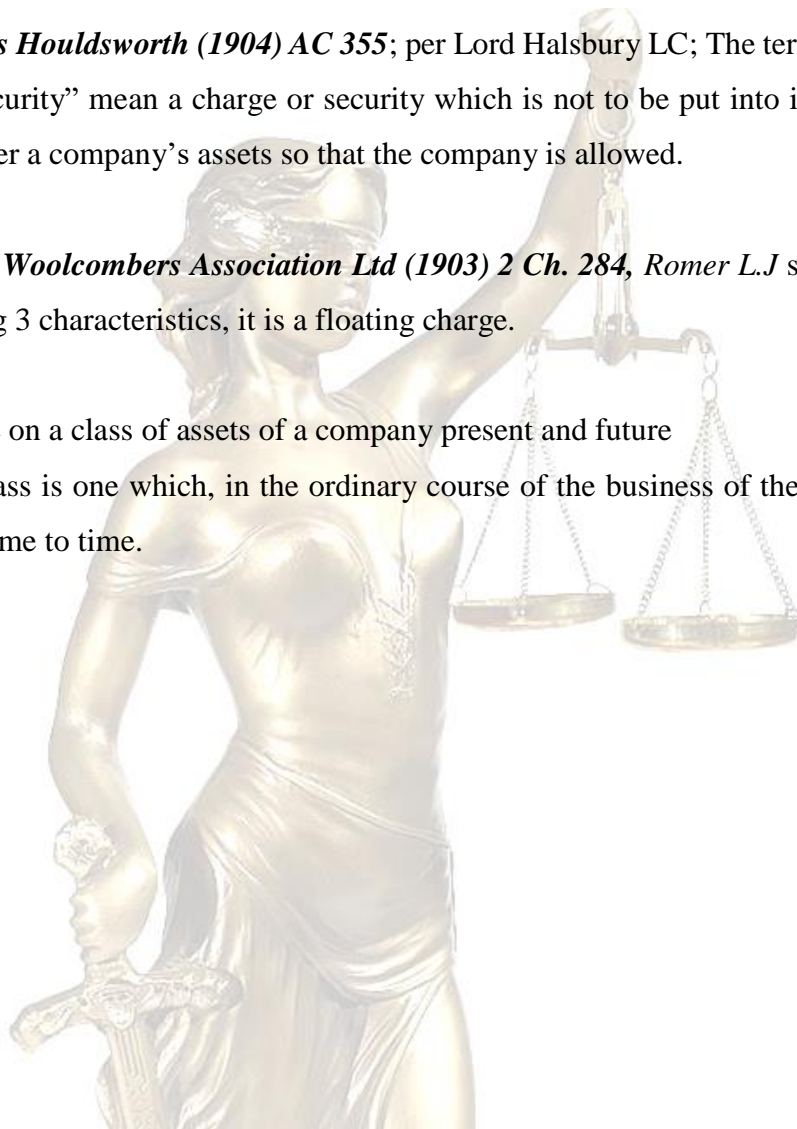 s Houldsworth (1904) AC 355; per Lord Halsbury LC; The ter
curity” mean a charge or security which is not to be put into i
er a company’s assets so that the company is allowed.
Woolcombers Association Ltd (1903) 2 Ch. 284, Romer L.J s
g 3 characteristics, it is a floating charge.
on a class of assets of a company present and future
ass is one which, in the ordinary course of the business of the
me to time.